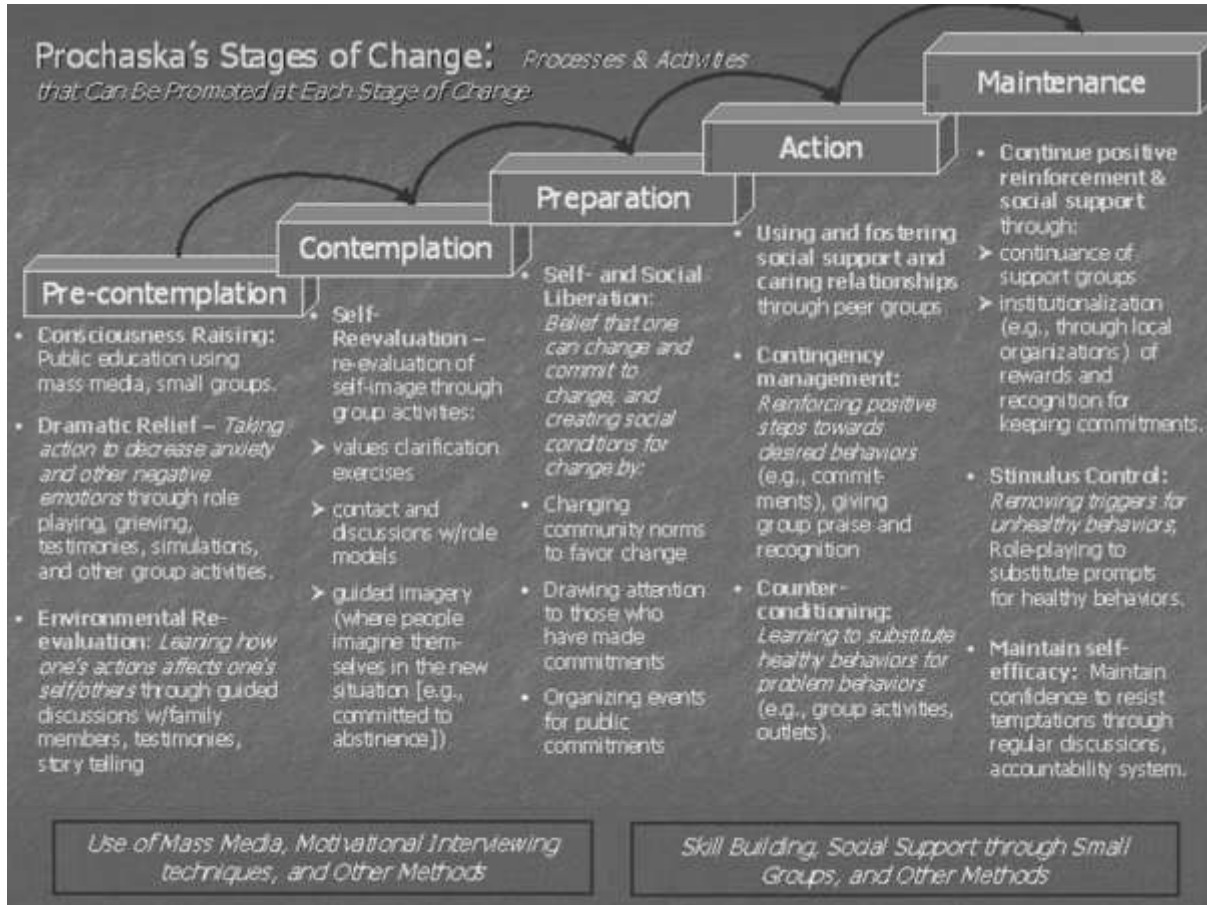 Prochaska's Stages of Change: Processes & Activities
that Can Be Promoted at Each Stage of Change
Pre-contemplation
• Consciousness Raising:
Public education using
mass media, small groups.
• Dramatic Relief – Taking
action to decrease anxiety
and other negative
emotions through role
playing, grieving,
testimonies, simulations,
and other group activities.
• Environmental Re-
evaluation: Learing how
one's actions affects one's
self/others through guided
discussions w/family
members, testimonies,
story telling
Contemplation
• Self-
Reevaluation –
re-evaluation of
self-image through
group activities:
➢ values clarification
exercises
➢ contact and
discussions w/role
models
➢ guided imagery
(where people
imagine them-
selves in the new
situation [e.g.,
committed to
abstinence])
Preparation
• Self- and Social
Liberation:
Belief that one
can change and
commit to
change, and
creating social
conditions for
change by:
• Changing
community norms
to favor change
• Drawing attention
to those who
have made
commitments
• Organizing events
for public
commitments
Action
• Using and fostering
social support and
caring relationships
through peer groups
• Contingency
management:
Reinforcing positive
steps towards
desired behaviors
(e.g., commit-
ments), giving
group praise and
recognition
• Counter-
conditioning:
Learning to substitute
healthy behaviors for
problem behaviors
(e.g., group activities,
outlets).
Maintenance
• Continue positive
reinforcement &
social support
through:
➢ continuance of
support groups
➢ institutionalization
(e.g., through local
organizations) of
rewards and
recognition for
keeping commitments.
• Stimulus Control:
Removing triggers for
unhealthy behaviors;
Role-playing to
substitute prompts
for healthy behaviors.
• Maintain self-
efficacy: Maintain
confidence to resist
temptations through
regular discussions,
accountability system.
Use of Mass Media, Motivational Interviewing
techniques, and Other Methods
Skill Building, Social Support through Small
Groups, and Other Methods